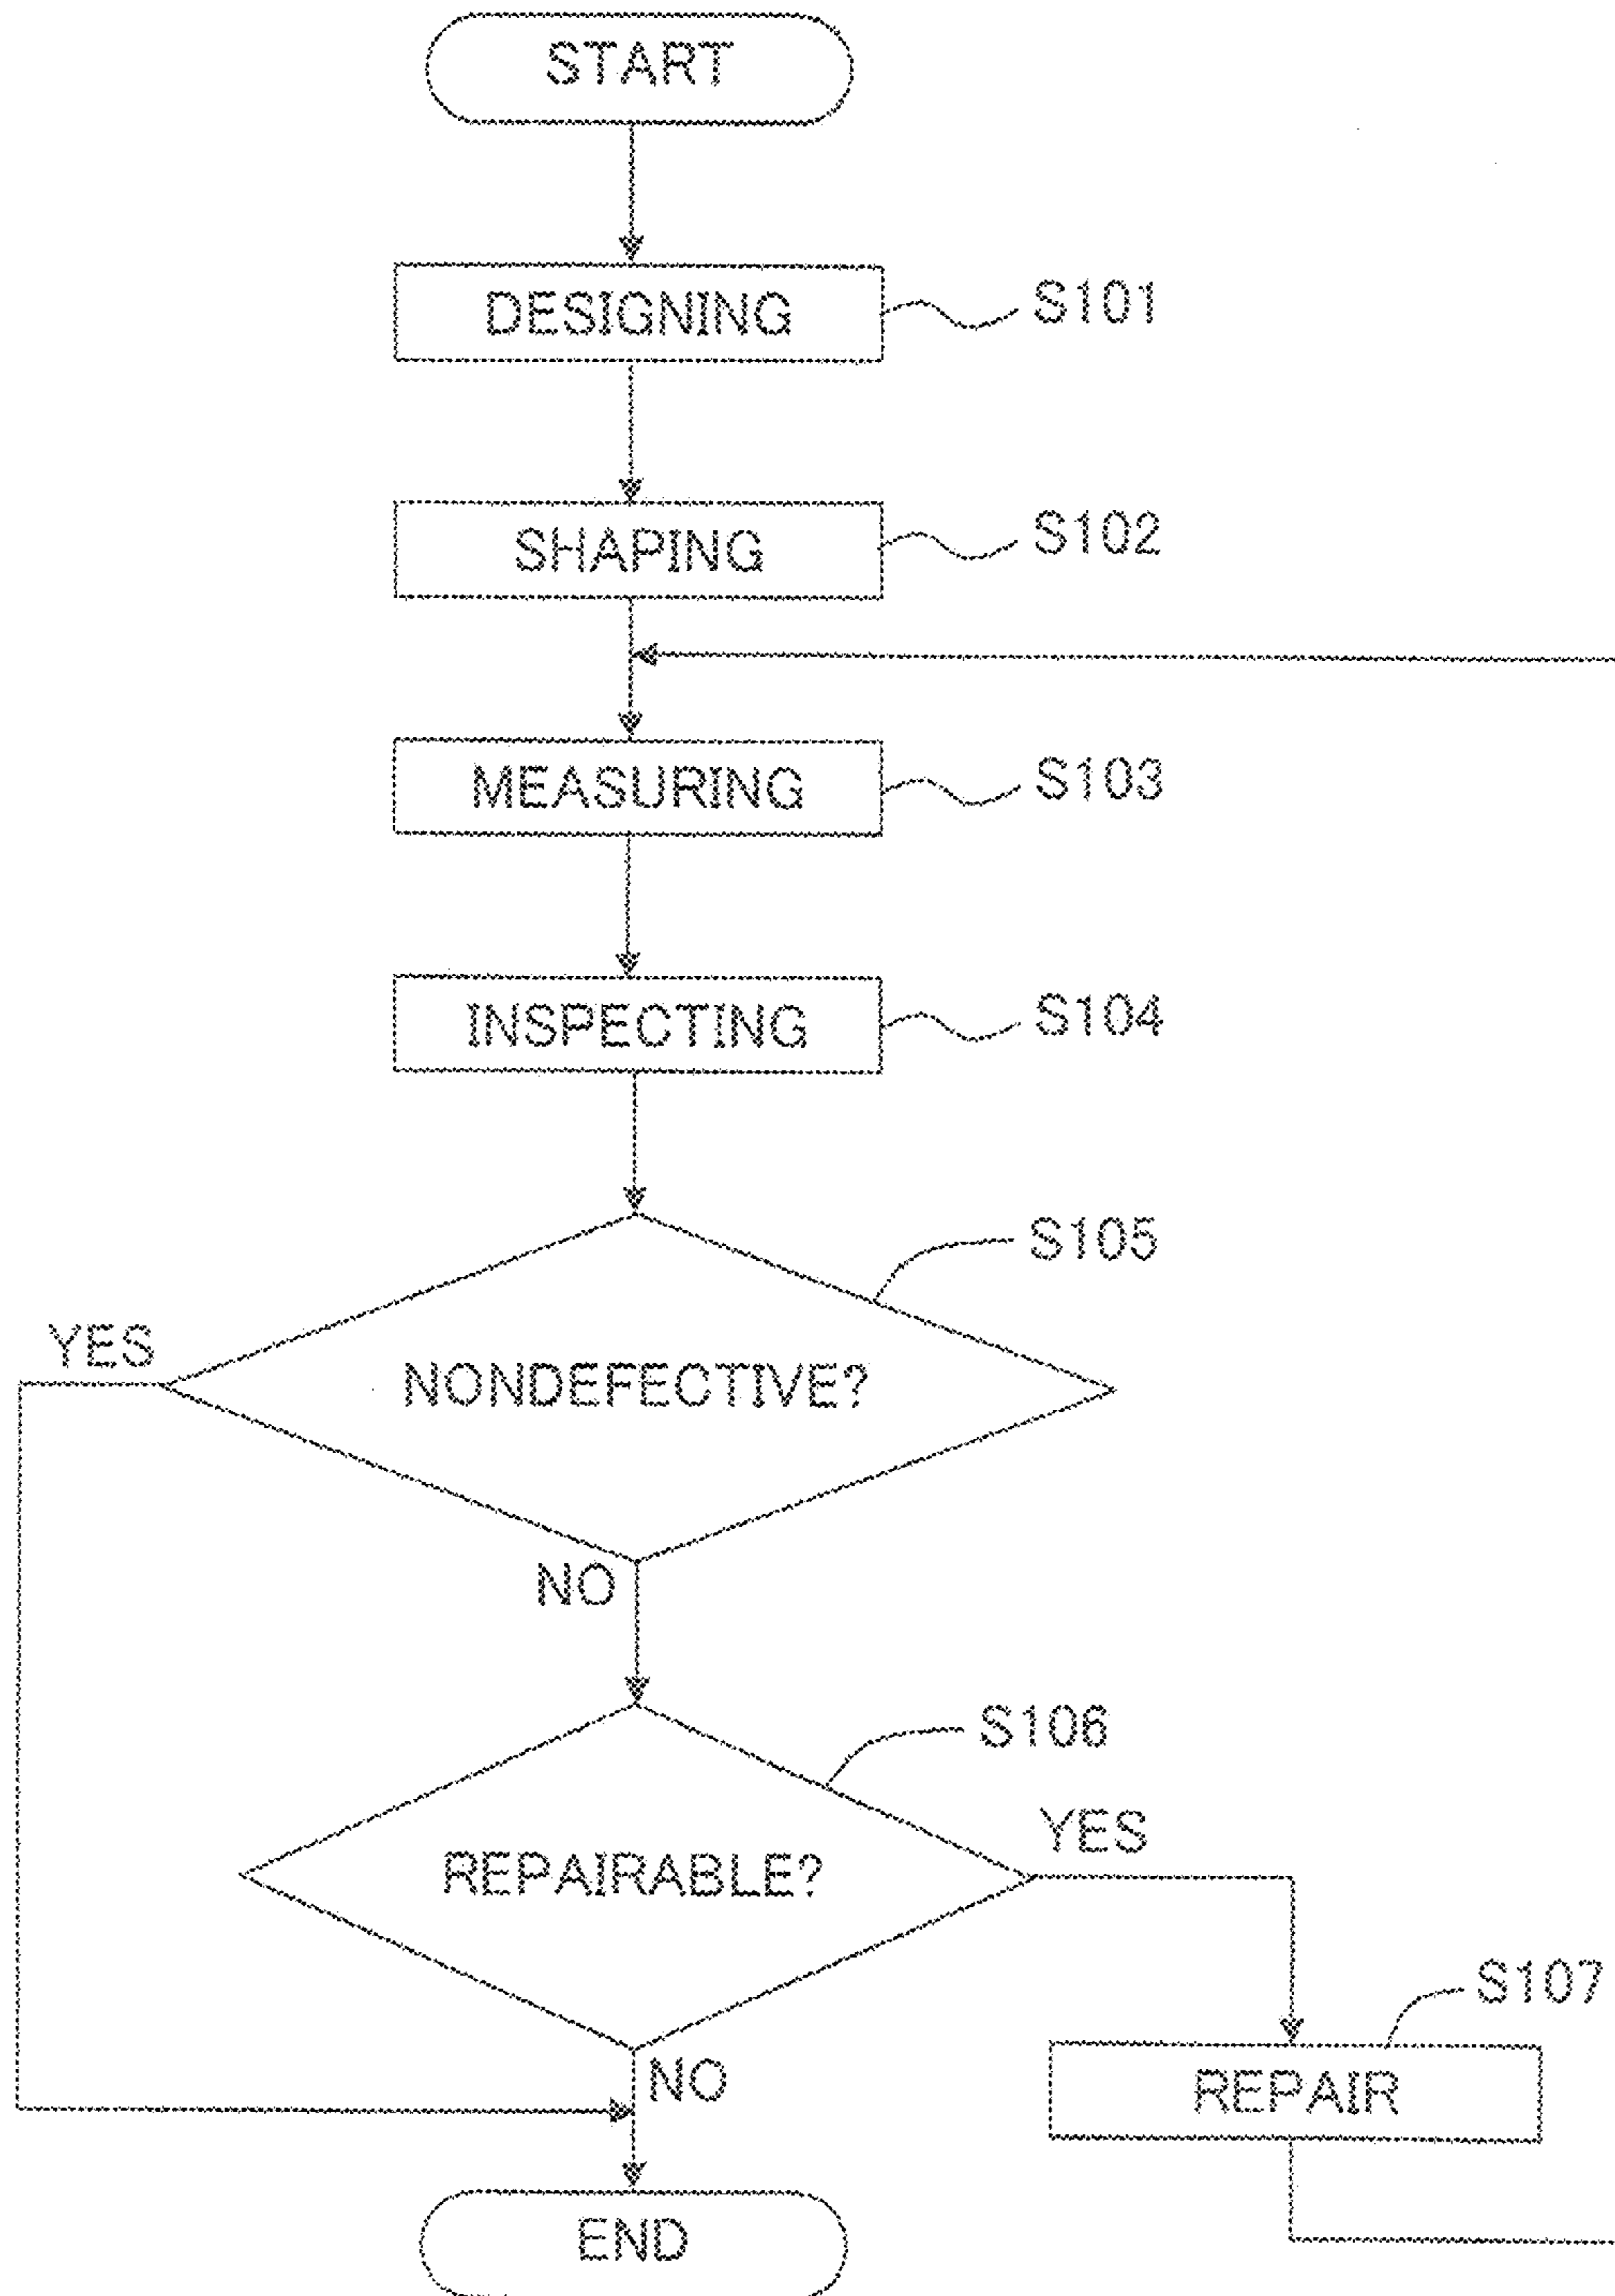 START
DESIGNING
S101
SHAPING
S102
MEASURING
S103
INSPECTING
S104
S105
YES
NONDEFECTIVE?
NO
S106
YES
REPAIRABLE?
S107
NO
REPAIR
END